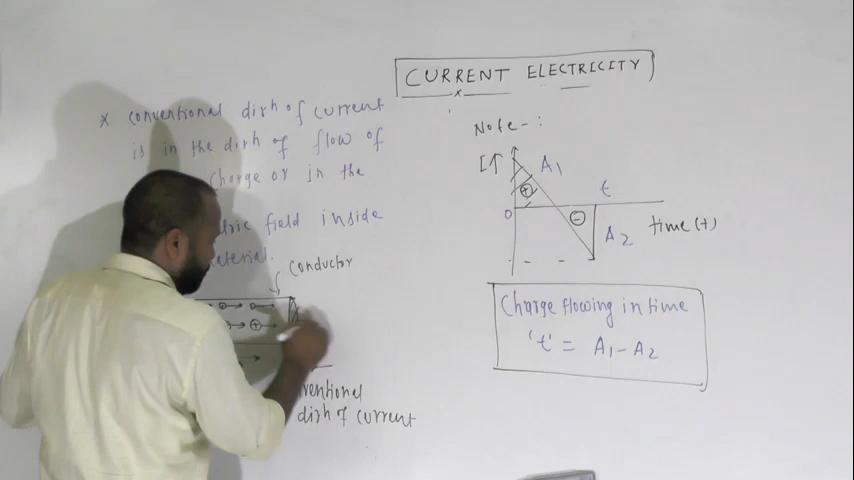 CURRENT ELECTRICITY
x conventional dirn of current
is in the dirn of flow of
charge or in the
field inside
material.
conductor
dirn of current
Note-:
I↑ A1
+
t
0
-
A2
time(t)
Charge flowing in time
't' = A1-A2